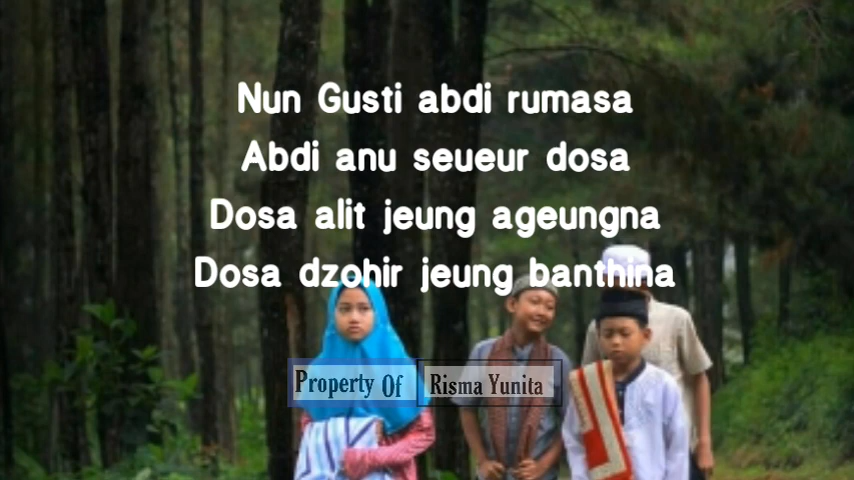 Nun Gusti abdi rumasa
Abdi anu seueur dosa
Dosa alit jeung ageungna
Dosa dzohir jeung banthina
Property Of Risma Yunita